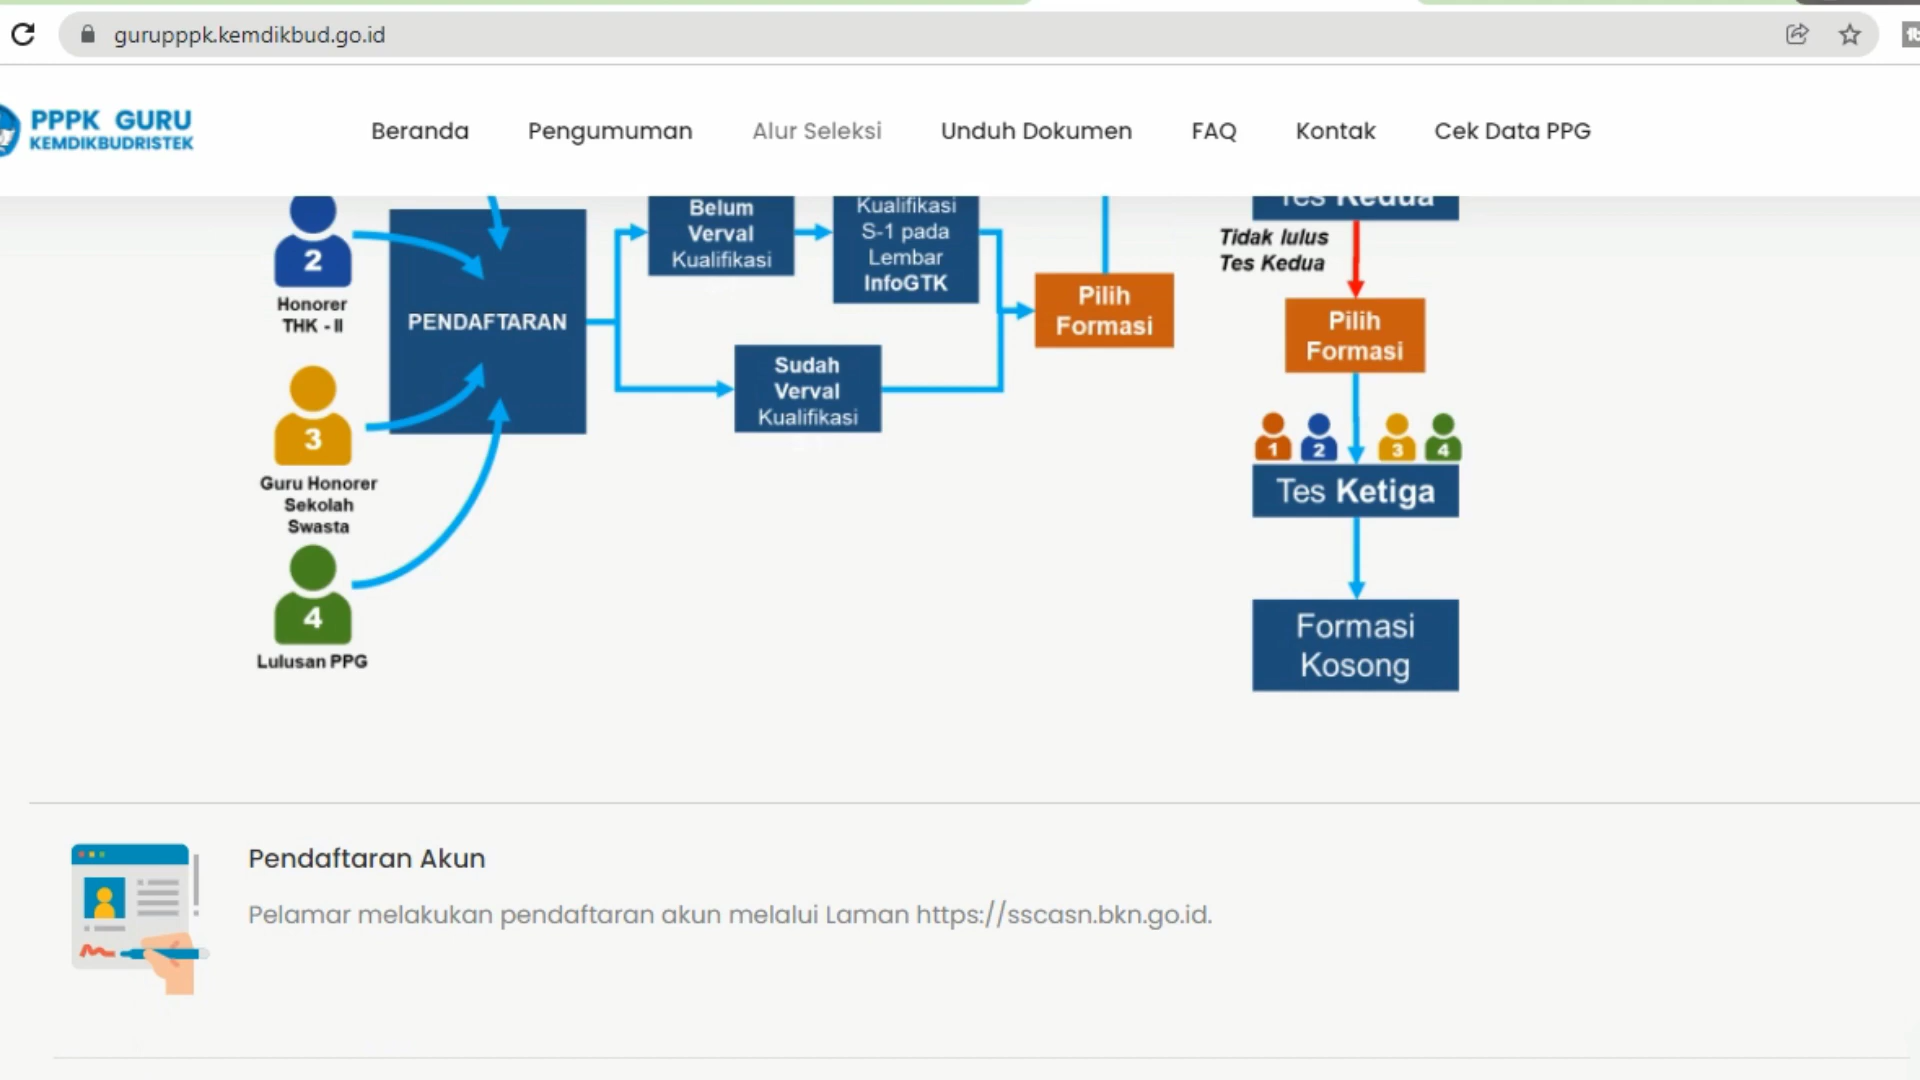 gurupppk.kemdikbud.go.id
PPPK GURU
KEMDIKBUDRISTEK
Beranda
Pengumuman
Alur Seleksi
Unduh Dokumen
FAQ
Kontak
Cek Data PPG
2
Honorer
THK - II
3
Guru Honorer
Sekolah
Swasta
4
Lulusan PPG
PENDAFTARAN
Belum
Verval
Kualifikasi
Kualifikasi
S-1 pada
Lembar
InfoGTK
Sudah
Verval
Kualifikasi
Pilih
Formasi
Tes Kedua
Tidak lulus
Tes Kedua
Pilih
Formasi
1 2 3 4
Tes Ketiga
Formasi
Kosong
Pendaftaran Akun
Pelamar melakukan pendaftaran akun melalui Laman https://sscasn.bkn.go.id.